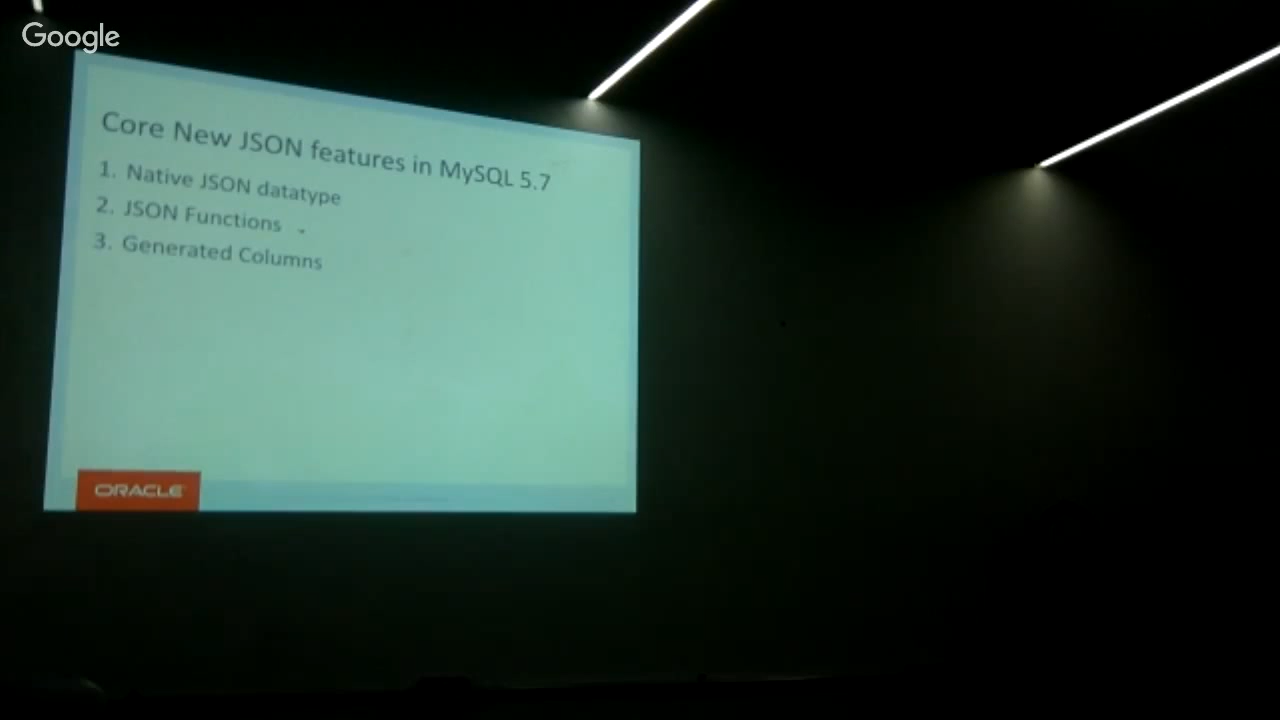 Google
Core New JSON features in MySQL 5.7
1. Native JSON datatype
2. JSON Functions
3. Generated Columns
ORACLE